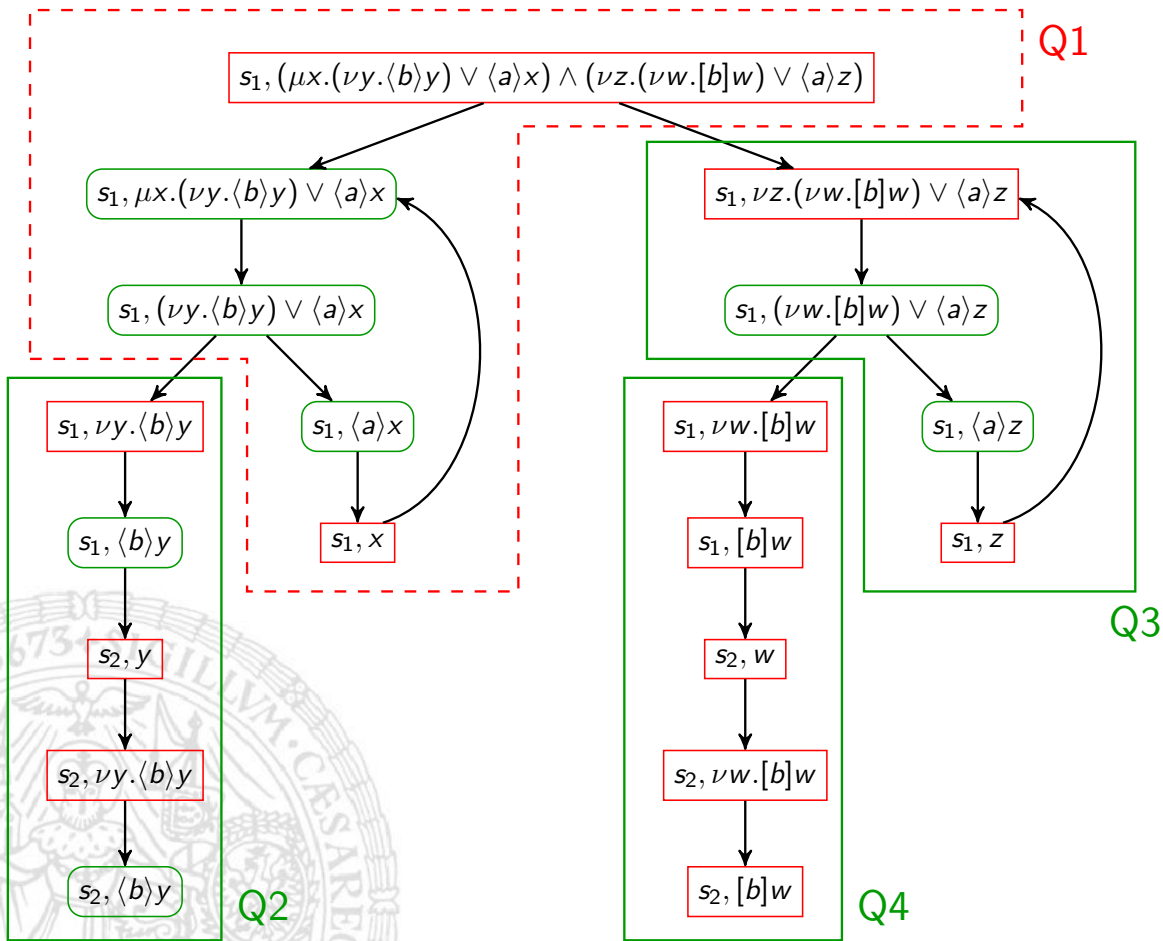 Q1
s₁, (μx.(νy.⟨b⟩y) ∨ ⟨a⟩x) ∧ (νz.(νw.[b]w) ∨ ⟨a⟩z)
s₁, μx.(νy.⟨b⟩y) ∨ ⟨a⟩x
s₁, νz.(νw.[b]w) ∨ ⟨a⟩z
s₁, (νy.⟨b⟩y) ∨ ⟨a⟩x
s₁, (νw.[b]w) ∨ ⟨a⟩z
s₁, νy.⟨b⟩y
s₁, ⟨a⟩x
s₁, νw.[b]w
s₁, ⟨a⟩z
s₁, ⟨b⟩y
s₁, x
s₁, [b]w
s₁, z
Q3
s₂, y
s₂, w
s₂, νy.⟨b⟩y
s₂, νw.[b]w
s₂, ⟨b⟩y
s₂, [b]w
Q2
Q4